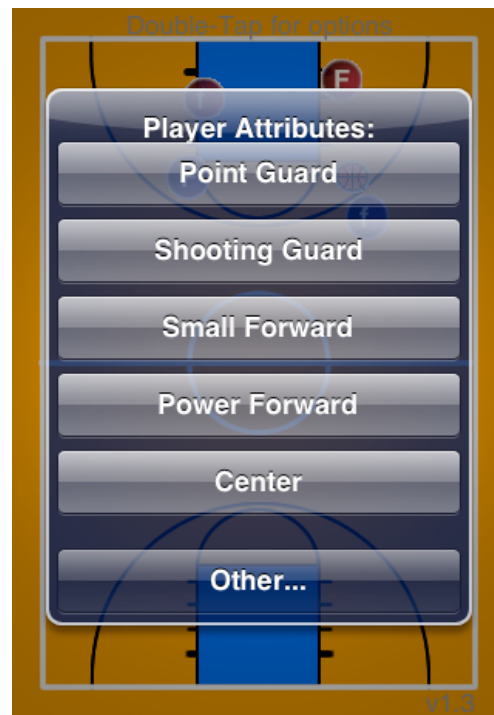 Double-Tap for options
F
f
Player Attributes:
Point Guard
f
Shooting Guard
Small Forward
Power Forward
Center
Other...
v1.3